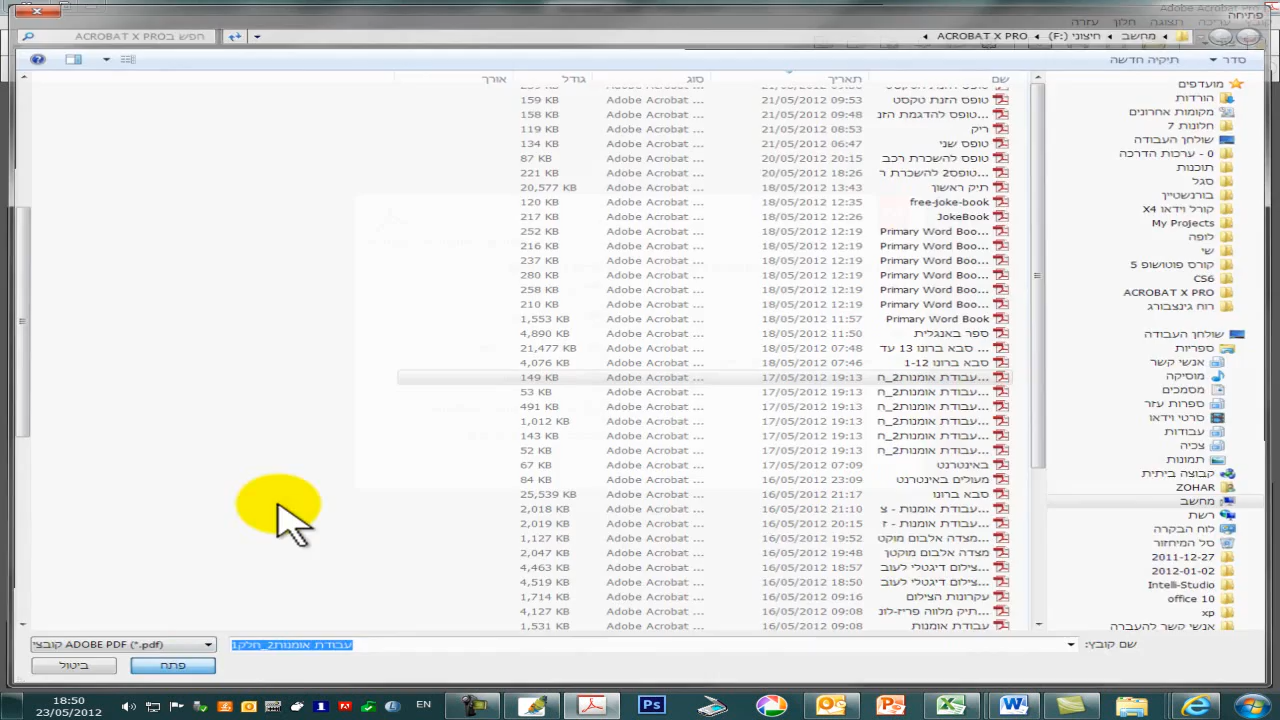 פתיחה
מחשב
חיצוני (F:)
ACROBAT X PRO
חפש בACROBAT X PRO
סדר
תיקיה חדשה
שם
תאריך
סוג
גודל
אורך
מועדפים
הורדות
מקומות אחרונים
חלונות 7
שולחן העבודה
0 - ערכות הדרכה
תוכנות
סגל
בורנשטיין
קורל וידאו X4
My Projects
לופה
שי
קורס פוטושופ 5
CS6
ACROBAT X PRO
רוח גינצבורג
שולחן העבודה
ספריות
אנשי קשר
מוסיקה
מסמכים
ספרות עזר
סרטי וידאו
עבודות
צכיה
תמונות
קבוצה ביתית
ZOHAR
מחשב
רשת
לוח הבקרה
סל המיחזור
2011-12-27
2012-01-02
Intelli-Studio
office 10
xp
אנשי קשר להעברה
טופס הזנת טקסט 21/05/2012 09:53 Adobe Acrobat ... 159 KB
טופס להדגמת הזנ... 21/05/2012 09:48 Adobe Acrobat ... 158 KB
ריק 21/05/2012 08:53 Adobe Acrobat ... 119 KB
טופס שני 21/05/2012 06:47 Adobe Acrobat ... 134 KB
טופס להשכרת רכב 20/05/2012 20:15 Adobe Acrobat ... 87 KB
טופס2 להשכרת ר... 20/05/2012 18:26 Adobe Acrobat ... 221 KB
תיק ראשון 18/05/2012 13:43 Adobe Acrobat ... 20,577 KB
free-joke-book 18/05/2012 12:35 Adobe Acrobat ... 120 KB
JokeBook 18/05/2012 12:26 Adobe Acrobat ... 217 KB
Primary Word Boo... 18/05/2012 12:19 Adobe Acrobat ... 252 KB
Primary Word Boo... 18/05/2012 12:19 Adobe Acrobat ... 216 KB
Primary Word Boo... 18/05/2012 12:19 Adobe Acrobat ... 237 KB
Primary Word Boo... 18/05/2012 12:19 Adobe Acrobat ... 280 KB
Primary Word Boo... 18/05/2012 12:19 Adobe Acrobat ... 258 KB
Primary Word Boo... 18/05/2012 12:19 Adobe Acrobat ... 210 KB
Primary Word Book 18/05/2012 11:57 Adobe Acrobat ... 1,553 KB
ספר באנגלית 18/05/2012 11:50 Adobe Acrobat ... 4,890 KB
סבא ברונו 13 עד ... 18/05/2012 07:48 Adobe Acrobat ... 21,477 KB
סבא ברונו 1-12 18/05/2012 07:46 Adobe Acrobat ... 4,076 KB
עבודת אומנות2_ח... 17/05/2012 19:13 Adobe Acrobat ... 149 KB
עבודת אומנות2_ח... 17/05/2012 19:13 Adobe Acrobat ... 53 KB
עבודת אומנות2_ח... 17/05/2012 19:13 Adobe Acrobat ... 491 KB
עבודת אומנות2_ח... 17/05/2012 19:13 Adobe Acrobat ... 1,012 KB
עבודת אומנות2_ח... 17/05/2012 19:13 Adobe Acrobat ... 143 KB
עבודת אומנות2_ח... 17/05/2012 19:13 Adobe Acrobat ... 52 KB
באינטרנט 17/05/2012 07:09 Adobe Acrobat ... 67 KB
מעולים באינטרנט 16/05/2012 23:09 Adobe Acrobat ... 84 KB
סבא ברונו 16/05/2012 21:17 Adobe Acrobat ... 25,539 KB
עבודת אומנות - צ... 16/05/2012 21:10 Adobe Acrobat ... 2,018 KB
עבודת אומנות - ז... 16/05/2012 20:15 Adobe Acrobat ... 2,019 KB
מצדה אלבום מוקט... 16/05/2012 19:52 Adobe Acrobat ... 1,127 KB
מצדה אלבום מוקטן 16/05/2012 19:48 Adobe Acrobat ... 2,047 KB
צילום דיגטלי לעוב... 16/05/2012 18:57 Adobe Acrobat ... 4,463 KB
צילום דיגטלי לעוב... 16/05/2012 18:50 Adobe Acrobat ... 4,519 KB
עקרונות הצילום 16/05/2012 09:16 Adobe Acrobat ... 1,714 KB
תיק מלווה פריז-לונ... 16/05/2012 09:08 Adobe Acrobat ... 4,127 KB
עבודת אומנות 16/05/2012 09:08 Adobe Acrobat ... 1,531 KB
שם קובץ:
עבודת אומנות2_חלק1
קובצי ADOBE PDF (*.pdf)
פתח
ביטול
EN
18:50
23/05/2012